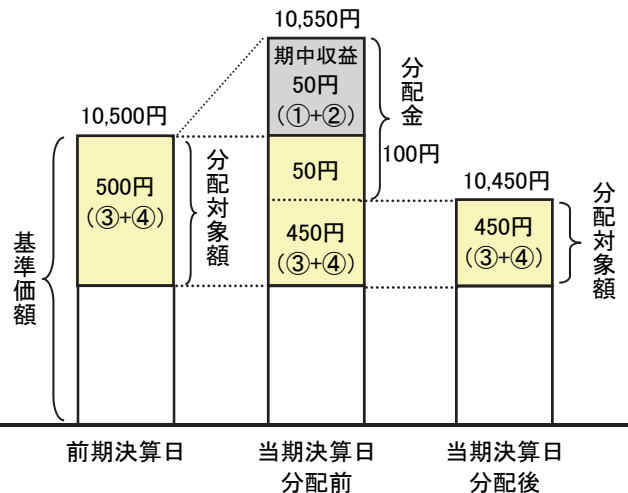 10,550円
期中収益
50円
(①+②)
分配金
10,500円
100円
50円
500円
(③+④)
分配対象額
10,450円
450円
(③+④)
450円
(③+④)
分配対象額
基準価額
前期決算日
当期決算日
分配前
当期決算日
分配後